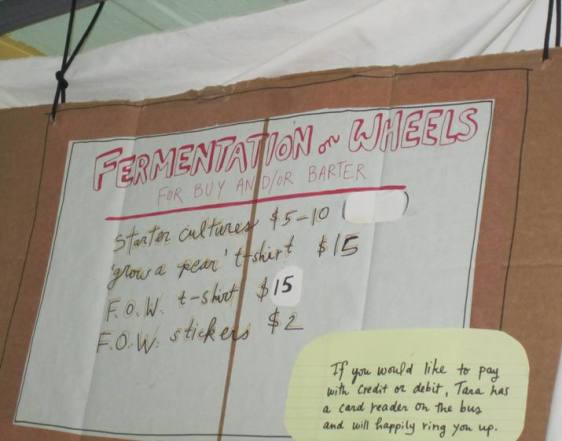 FERMENTATION on WHEELS
FOR BUY AND/OR BARTER
Starter cultures $5-10
'grow a pear' t-shirt $15
F.O.W. t-shirt $15
F.O.W. stickers $2
If you would like to pay
with credit or debit, Tara has
a card reader on the bus
and will happily ring you up.